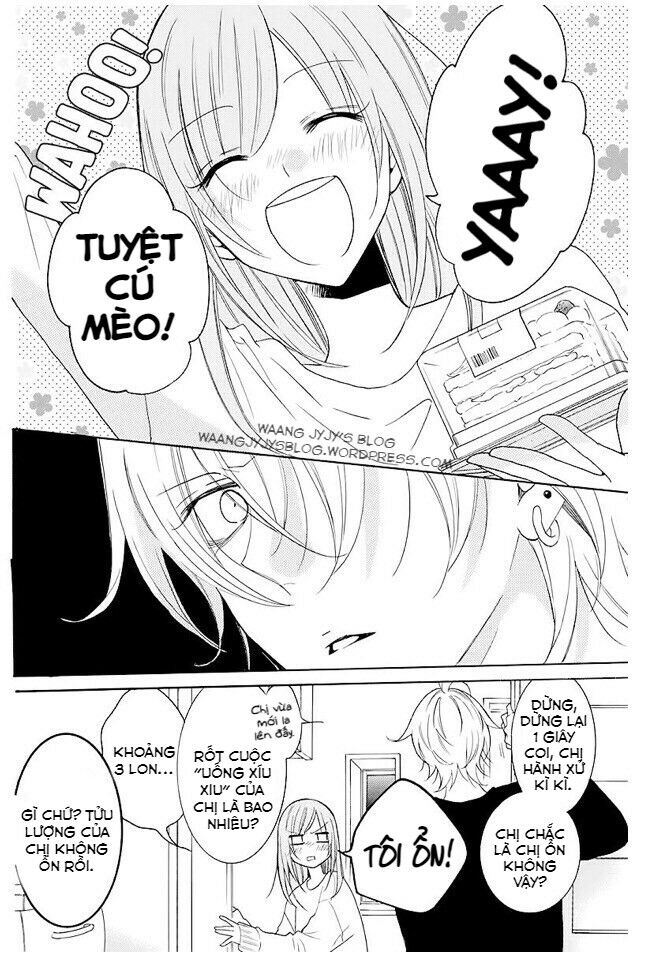 YAAAY!
WAHOO!
TUYỆT
CÚ
MÈO!
WAANG JYJY'S BLOG
WAANGJYJYSBLOG.WORDPRESS.COM
DỪNG,
DỪNG LẠI
1 GIÂY
COI, CHỊ
HÀNH XỬ
KÌ KÌ.
CHỊ CHẮC
LÀ CHỊ ỔN
KHÔNG
VẬY?
TÔI ỔN!
Chị vừa
mới la
lên đấy.
RỐT CUỘC
“UỐNG XÍU
XIU” CỦA
CHỊ LÀ BAO
NHIÊU?
KHOẢNG
3 LON...
GÌ CHỨ? TỬU
LƯỢNG CỦA
CHỊ KHÔNG
ỔN RỒI.